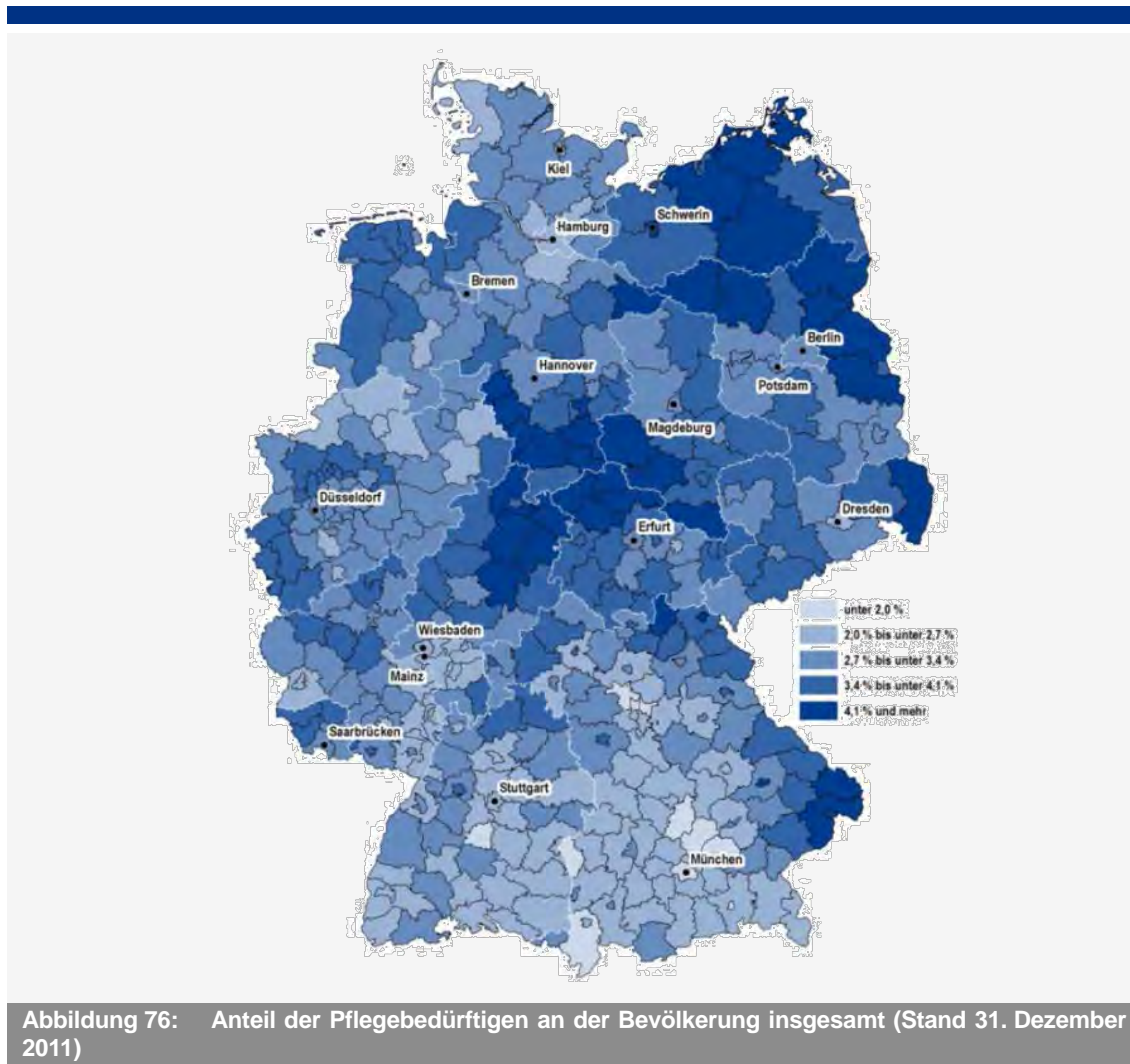 Kiel
Schwerin
Hamburg
Bremen
Berlin
Hannover
Potsdam
Magdeburg
Düsseldorf
Dresden
Erfurt
unter 2,0 %
2,0 % bis unter 2,7 %
Wiesbaden
2,7 % bis unter 3,4 %
Mainz
3,4 % bis unter 4,1 %
4,1 % und mehr
Saarbrücken
Stuttgart
München
Abbildung 76: Anteil der Pflegebedürftigen an der Bevölkerung insgesamt (Stand 31. Dezember
2011)